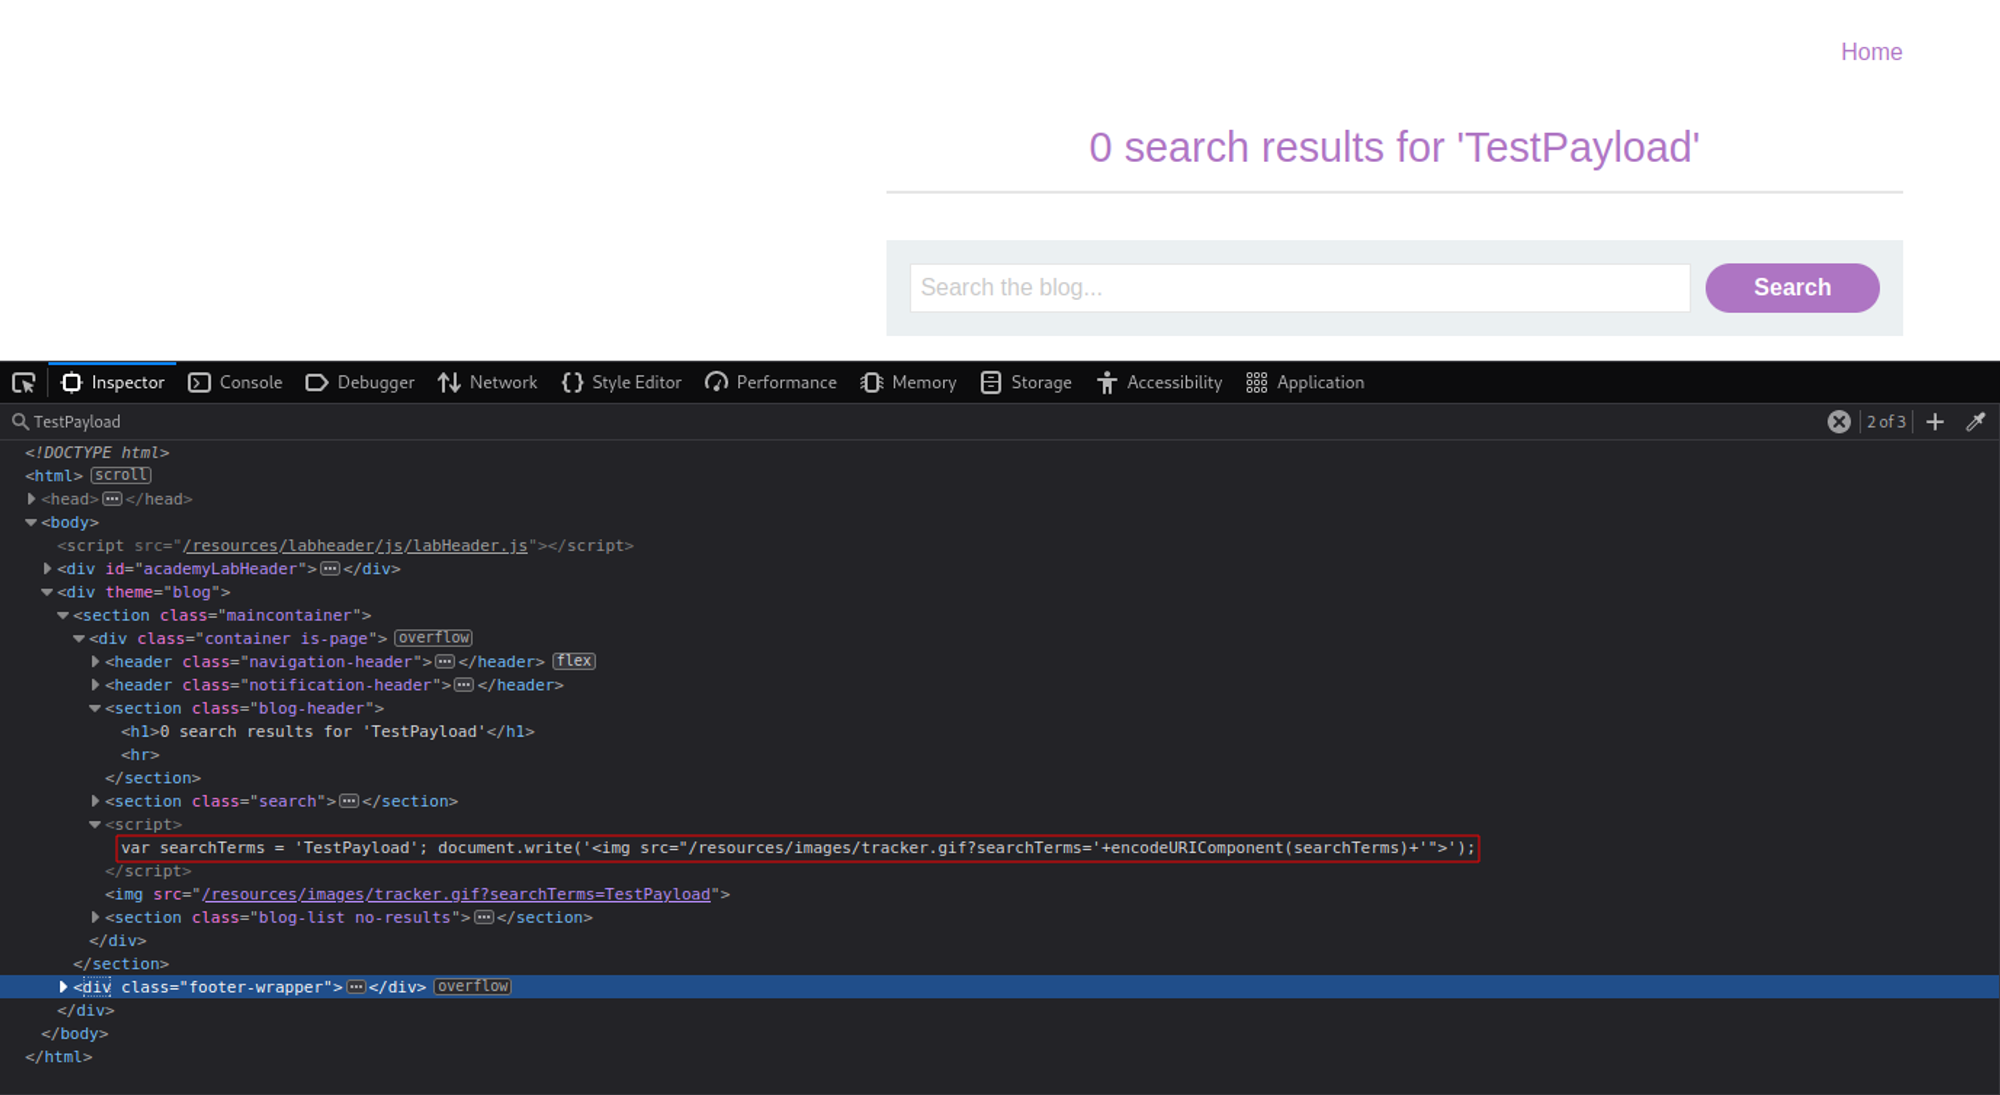 Home
0 search results for 'TestPayload'
Search the blog... Search
Inspector Console Debugger Network Style Editor Performance Memory Storage Accessibility Application
TestPayload 2 of 3
<!DOCTYPE html>
<html> scroll
<head> ... </head>
<body>
<script src="/resources/labheader/js/labHeader.js"></script>
<div id="academyLabHeader"> ... </div>
<div theme="blog">
<section class="maincontainer">
<div class="container is-page"> overflow
<header class="navigation-header"> ... </header> flex
<header class="notification-header"> ... </header>
<section class="blog-header">
<h1>0 search results for 'TestPayload'</h1>
<hr>
</section>
<section class="search"> ... </section>
<script>
var searchTerms = 'TestPayload'; document.write('<img src="/resources/images/tracker.gif?searchTerms='+encodeURIComponent(searchTerms)+'">');
</script>
<img src="/resources/images/tracker.gif?searchTerms=TestPayload">
<section class="blog-list no-results"> ... </section>
</div>
</section>
<div class="footer-wrapper"> ... </div> overflow
</div>
</body>
</html>